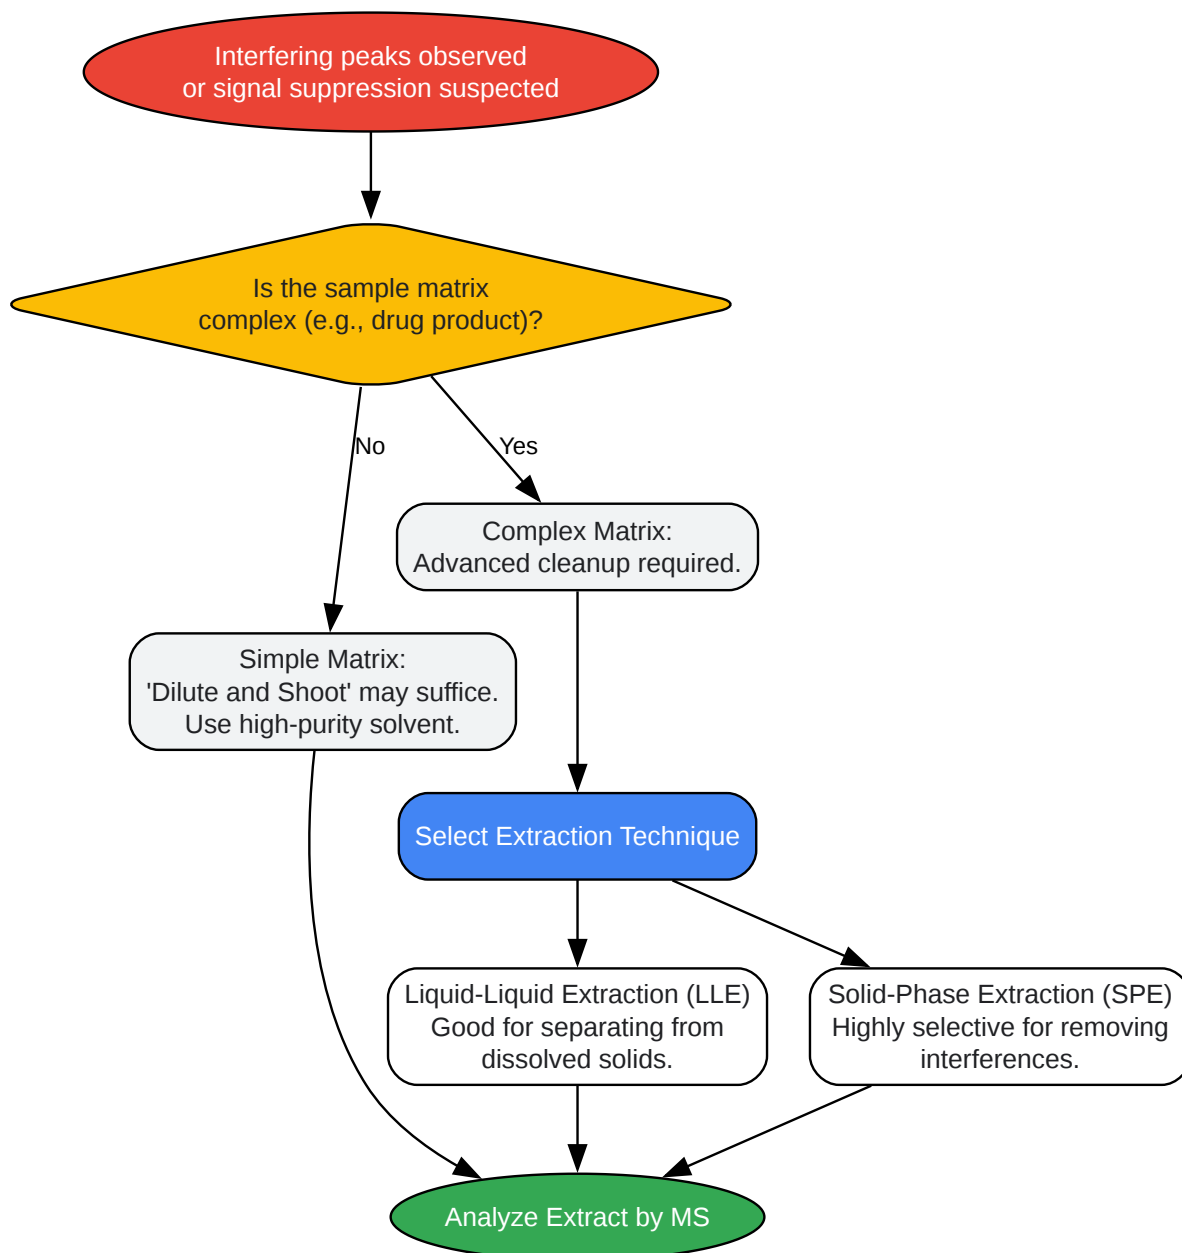 Interfering peaks observed
or signal suppression suspected
Is the sample matrix
complex (e.g., drug product)?
No
Yes
Complex Matrix:
Advanced cleanup required.
Simple Matrix:
'Dilute and Shoot' may suffice.
Use high-purity solvent.
Select Extraction Technique
Liquid-Liquid Extraction (LLE)
Good for separating from
dissolved solids.
Solid-Phase Extraction (SPE)
Highly selective for removing
interferences.
Analyze Extract by MS